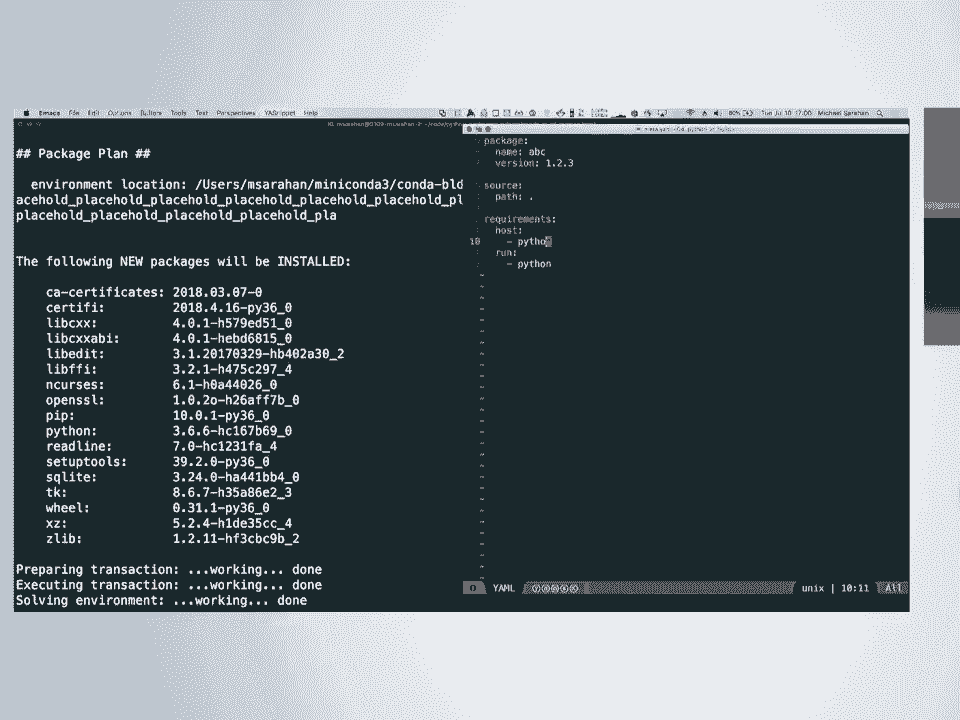 Emacs File Edit Options Buffers Tools Text Perspectives YASnippet Help
80% Tue Jul 10 17:00 Michael Sarahan
## Package Plan ##
environment location: /Users/msarahan/miniconda3/conda-bld
acehold_placehold_placehold_placehold_placehold_placehold_pl
placehold_placehold_placehold_placehold_pla
The following NEW packages will be INSTALLED:
ca-certificates: 2018.03.07-0
certifi: 2018.4.16-py36_0
libcxx: 4.0.1-h579ed51_0
libcxxabi: 4.0.1-hebd6815_0
libedit: 3.1.20170329-hb402a30_2
libffi: 3.2.1-h475c297_4
ncurses: 6.1-h0a44026_0
openssl: 1.0.2o-h26aff7b_0
pip: 10.0.1-py36_0
python: 3.6.6-hc167b69_0
readline: 7.0-hc1231fa_4
setuptools: 39.2.0-py36_0
sqlite: 3.24.0-ha441bb4_0
tk: 8.6.7-h35a86e2_3
wheel: 0.31.1-py36_0
xz: 5.2.4-h1de35cc_4
zlib: 1.2.11-hf3cbc9b_2
Preparing transaction: ...working... done
Executing transaction: ...working... done
Solving environment: ...working... done
package:
name: abc
version: 1.2.3
source:
path: .
requirements:
host:
10 - python
run:
- python
YAML
unix | 10:11 All